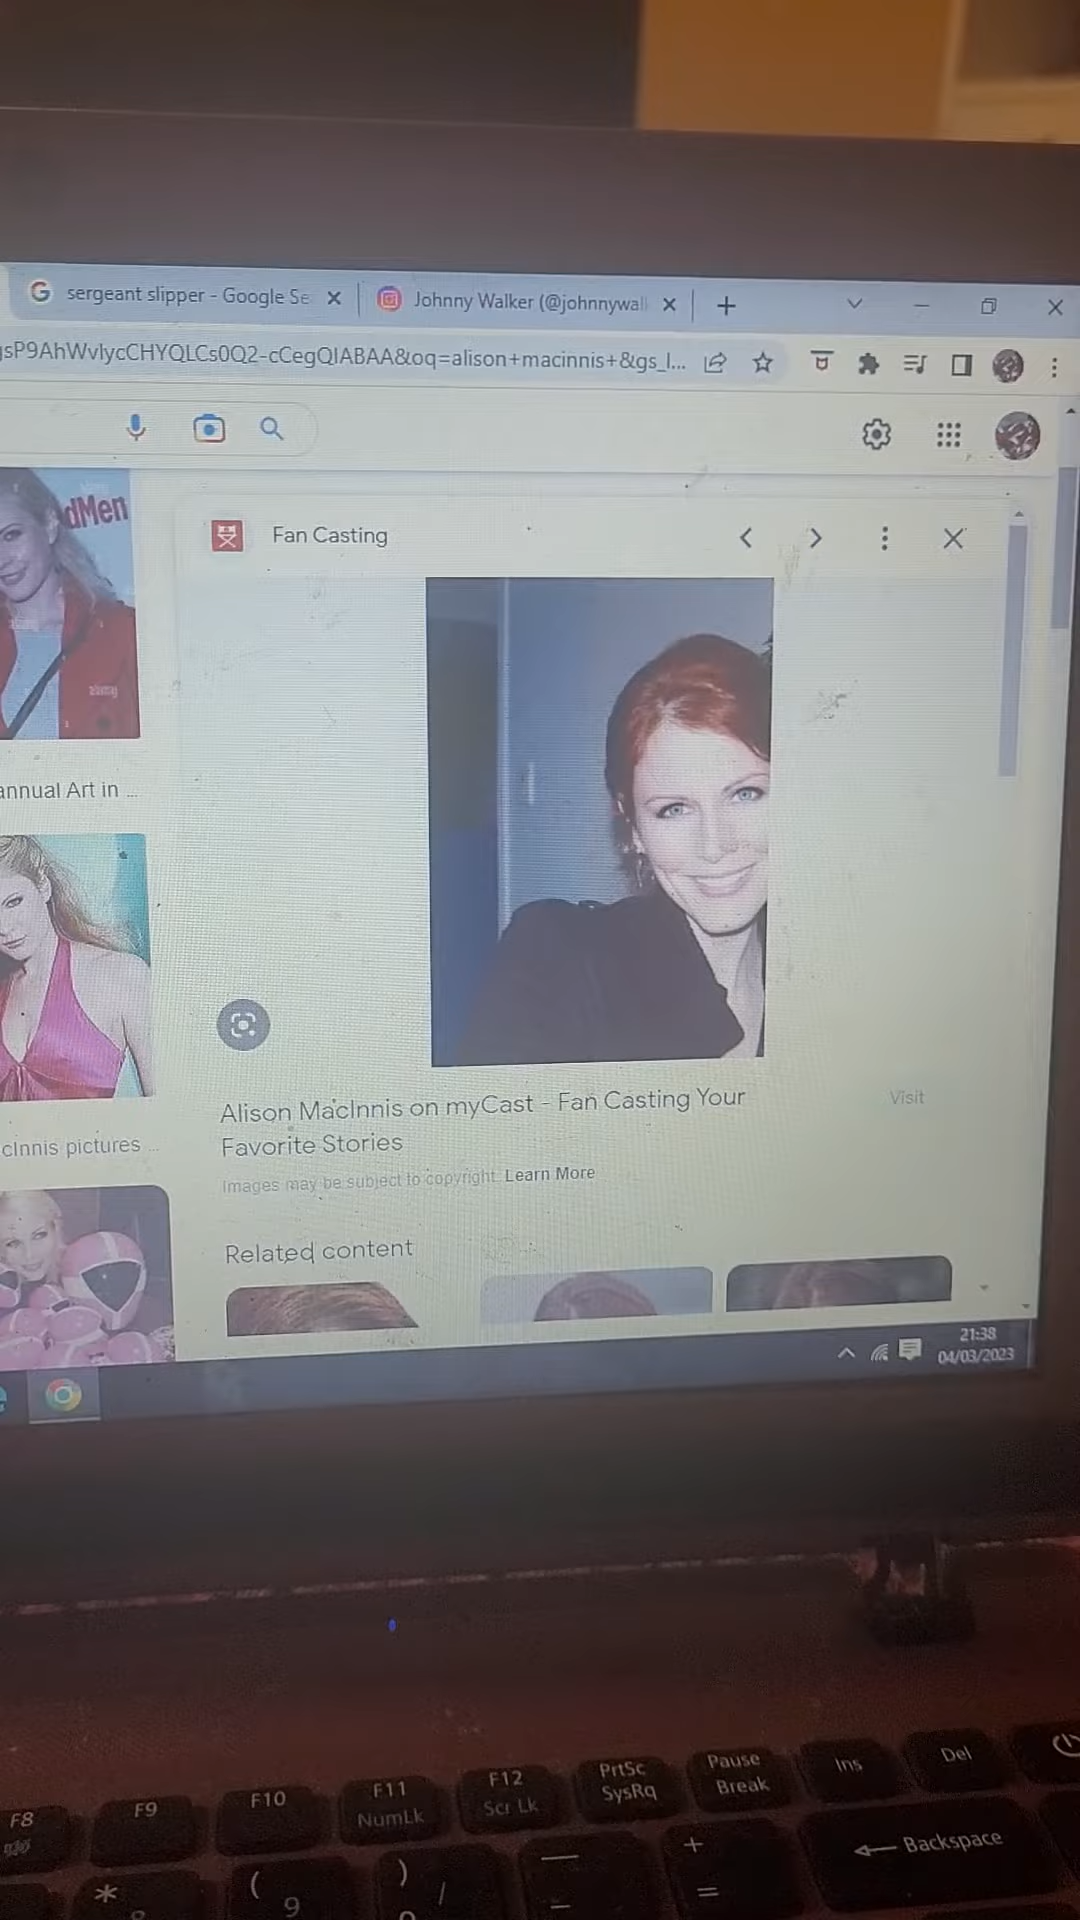 sergeant slipper - Google Se
Johnny Walker (@johnnywal
sP9AhWvlycCHYQLCs0Q2-cCegQIABAA&oq=alison+macinnis+&gs_l...
dMen
Fan Casting
alamy
annual Art in ...
Alison MacInnis on myCast - Fan Casting Your
Favorite Stories
Visit
cInnis pictures ...
Images may be subject to copyright. Learn More
Related content
21:38
04/03/2023
F8
F9
F10
F11
NumLk
F12
Scr Lk
PrtSc
SysRq
Pause
Break
Ins
Del
*
(
9
)
/
_
–
+
=
← Backspace